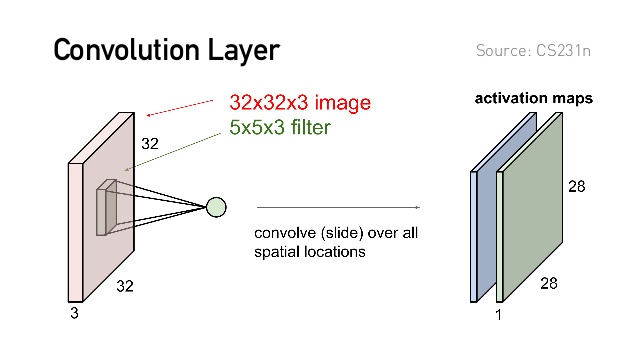 Convolution Layer
Source: CS231n
32x32x3 image
5x5x3 filter
activation maps
32
28
convolve (slide) over all
spatial locations
32
28
3
1